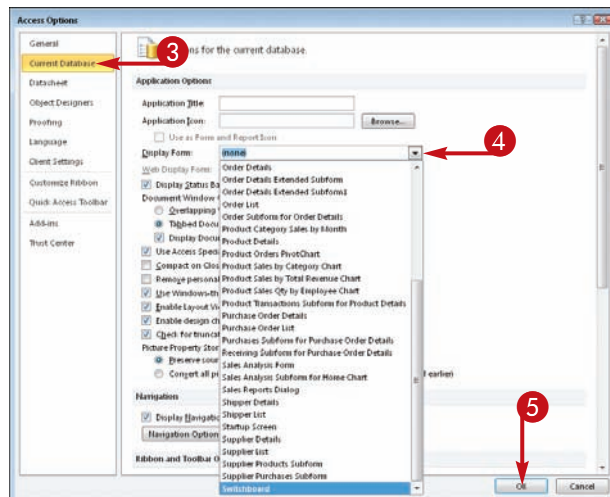 Access Options
General
Current Database
Datasheet
Object Designers
Proofing
Language
Client Settings
Customize Ribbon
Quick Access Toolbar
Add-ins
Trust Center
3
ns for the current database.
Application Options
Application Title:
Application Icon:
Browse...
Use as Form and Report Icon
Display Form:
(none)
4
Web Display Form:
Display Status Ba
Document Window O
Overlapping
Tabbed Docu
Display Docu
Use Access Speci
Compact on Clos
Remove personal
Use Windows-th
Enable Layout Vi
Enable design ch
Check for truncat
Picture Property Stor
Preserve sour
Convert all pi
d earlier)
Order Details
Order Details Extended Subform
Order Details Extended Subform1
Order List
Order Subform for Order Details
Product Category Sales by Month
Product Details
Product Orders PivotChart
Product Sales by Category Chart
Product Sales by Total Revenue Chart
Product Sales Qty by Employee Chart
Product Transactions Subform for Product Details
Purchase Order Details
Purchase Order List
Purchases Subform for Purchase Order Details
Receiving Subform for Purchase Order Details
Sales Analysis Form
Sales Analysis Subform for Home Chart
Sales Reports Dialog
Shipper Details
Shipper List
Startup Screen
Supplier Details
Supplier List
Supplier Products Subform
Supplier Purchases Subform
Switchboard
Navigation
Display Navigatio
Navigation Option
Ribbon and Toolbar O
5
OK
Cancel